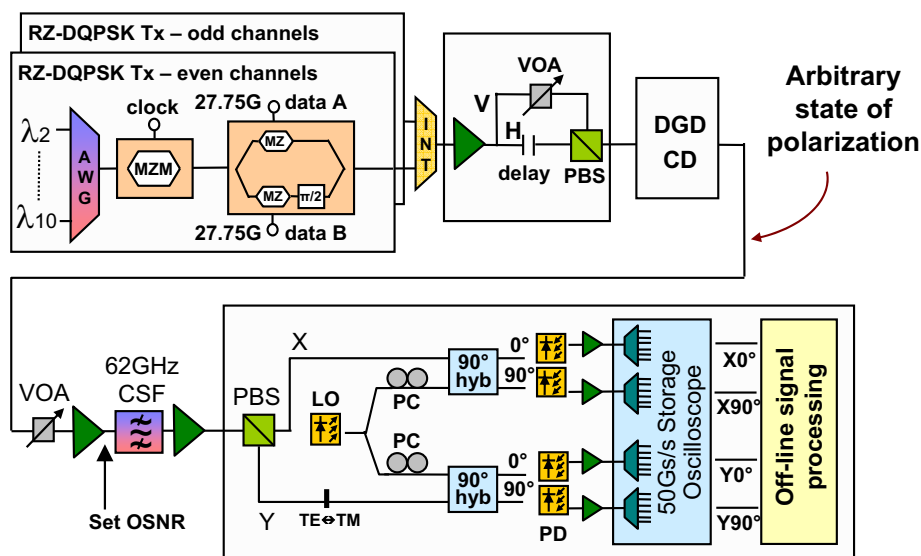 RZ-DQPSK Tx – odd channels
RZ-DQPSK Tx – even channels
clock
27.75G
data A
λ2
λ10
AWG
MZM
MZ
MZ
π/2
27.75G
data B
INT
V
H
VOA
delay
PBS
DGD
CD
Arbitrary
state of
polarization
VOA
62GHz
CSF
Set OSNR
PBS
X
Y
LO
PC
PC
TE⇔TM
90°
hyb
0°
90°
90°
hyb
0°
90°
PD
50Gs/s Storage
Oscilloscope
X0°
X90°
Y0°
Y90°
Off-line signal
processing